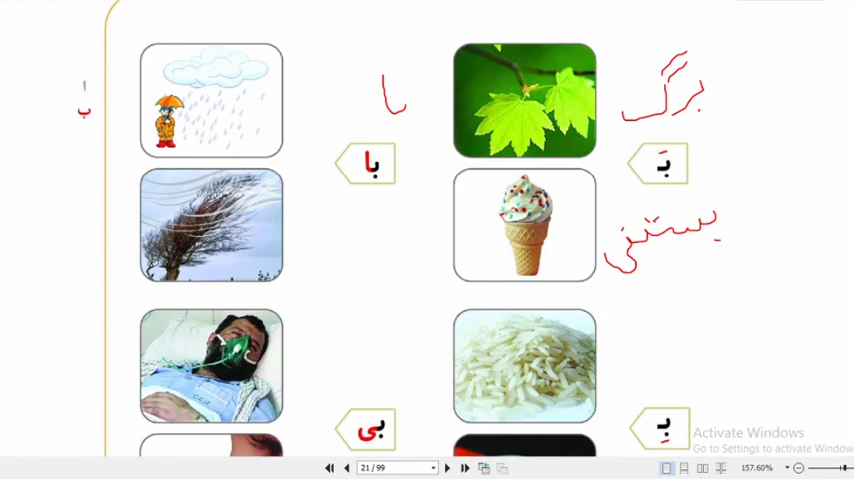 ا
ب
برگ
بَـ
با
بستنی
بِـ
بی
Activate Windows
Go to Settings to activate Windows
21 / 99
157.60%